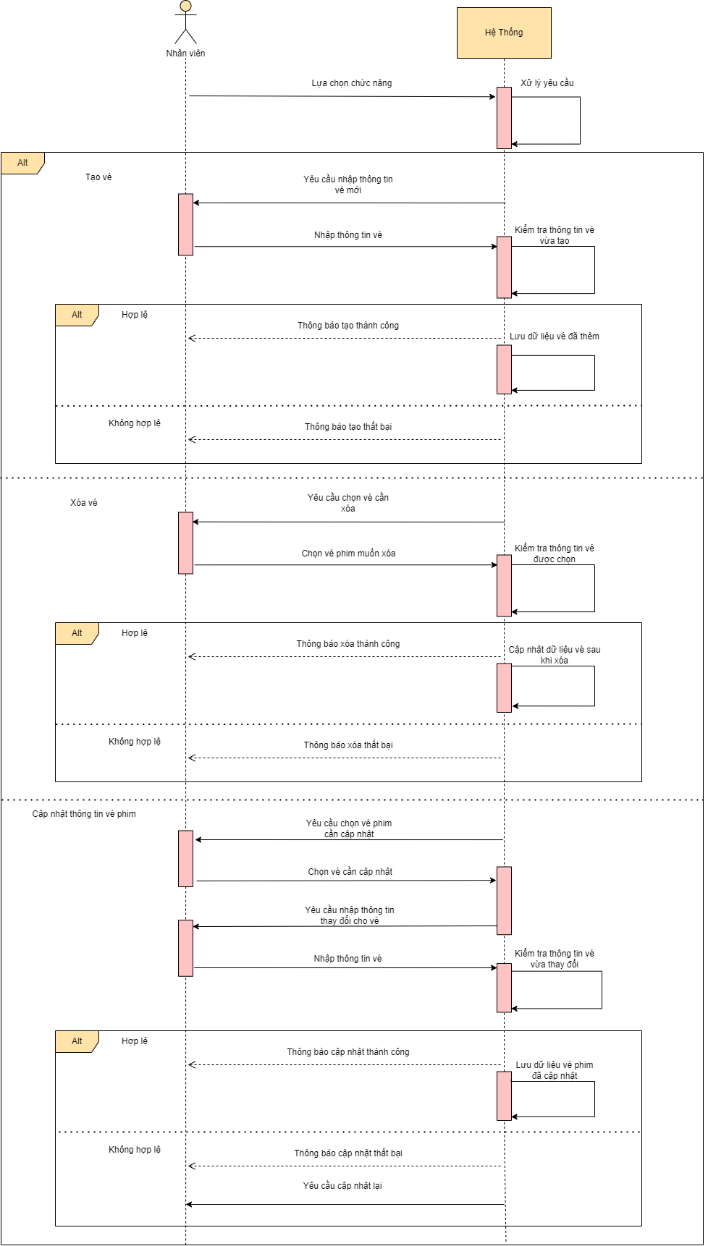 Nhân viên
Hệ Thống
Lựa chọn chức năng
Xử lý yêu cầu
Alt
Tạo vé
Yêu cầu nhập thông tin
vé mới
Nhập thông tin vé
Kiểm tra thông tin vé
vừa tạo
Alt
Hợp lệ
Thông báo tạo thành công
Lưu dữ liệu vé đã thêm
Không hợp lệ
Thông báo tạo thất bại
Xóa vé
Yêu cầu chọn vé cần
xóa
Chọn vé phim muốn xóa
Kiểm tra thông tin vé
được chọn
Alt
Hợp lê
Thông báo xóa thành công
Cập nhật dữ liệu vé sau
khi xóa
Không hợp lệ
Thông báo xóa thất bại
Cập nhật thông tin vé phim
Yêu cầu chọn vé phim
cần cập nhật
Chọn vé cần cập nhật
Yêu cầu nhập thông tin
thay đổi cho vé
Nhập thông tin vé
Kiểm tra thông tin vé
vừa thay đổi
Alt
Hợp lê
Thông báo cập nhật thành công
Lưu dữ liệu vé phim
đã cập nhật
Không hợp lệ
Thông báo cập nhật thất bại
Yêu cầu cập nhật lại